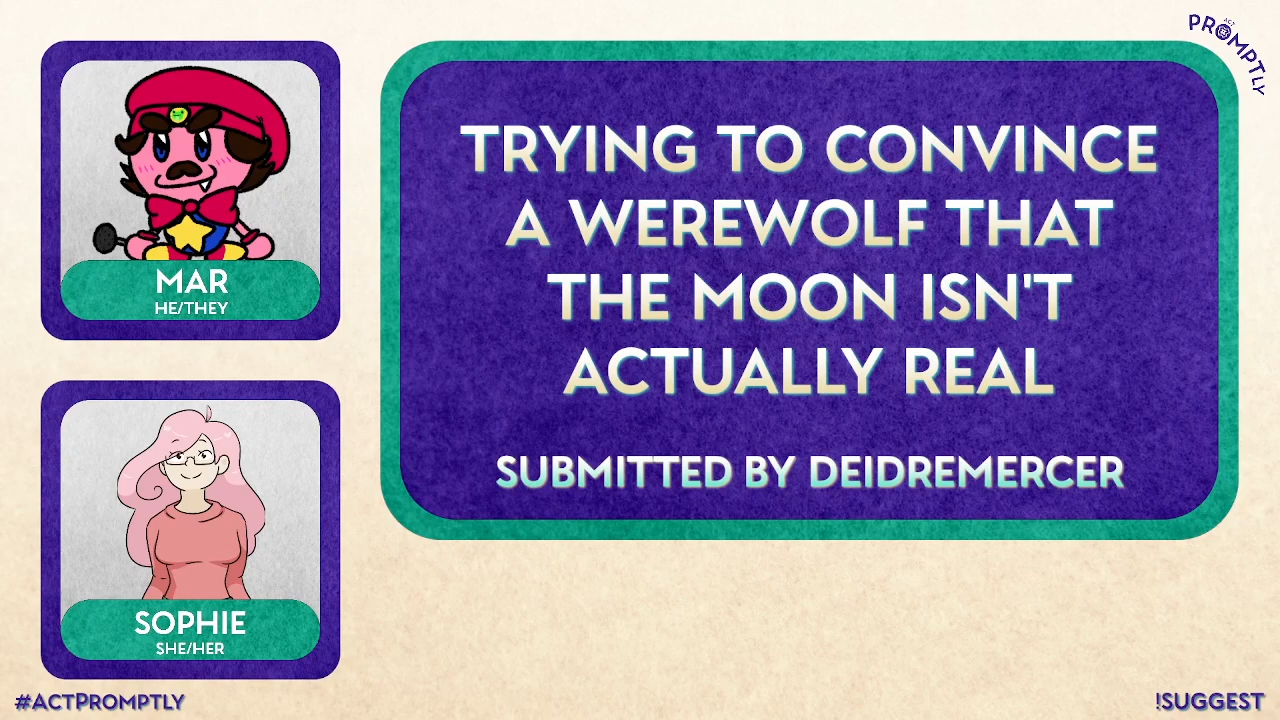 ACT
PROMPTLY
MAR
HE/THEY
TRYING TO CONVINCE
A WEREWOLF THAT
THE MOON ISN'T
ACTUALLY REAL
SUBMITTED BY DEIDREMERCER
SOPHIE
SHE/HER
#ACTPROMPTLY
!SUGGEST